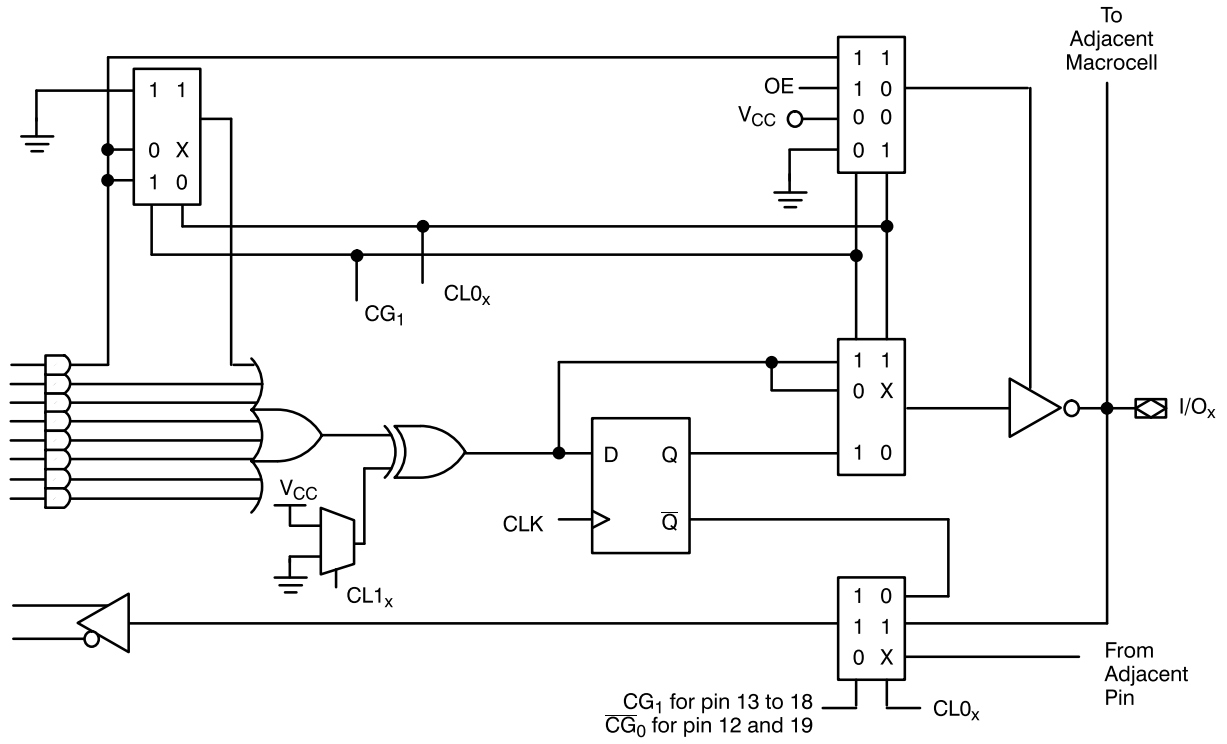 To
Adjacent
Macrocell
1 1
OE
1 0
VCC
0 0
0 1
1 1
0 X
1 0
CL0x
CG1
1 1
0 X
1 0
I/Ox
D Q
VCC
CLK
Q̅
CL1x
1 0
1 1
0 X
From
Adjacent
Pin
CG1 for pin 13 to 18
C̅G̅0 for pin 12 and 19
CL0x